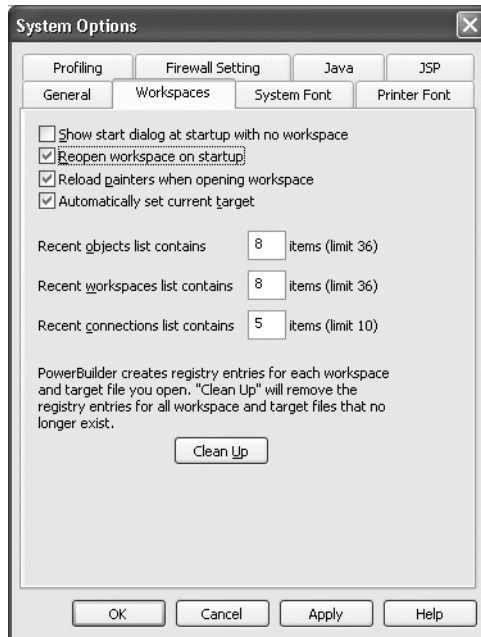 System Options
Profiling
Firewall Setting
Java
JSP
General
Workspaces
System Font
Printer Font
Show start dialog at startup with no workspace
Reopen workspace on startup
Reload painters when opening workspace
Automatically set current target
Recent objects list contains 8 items (limit 36)
Recent workspaces list contains 8 items (limit 36)
Recent connections list contains 5 items (limit 10)
PowerBuilder creates registry entries for each workspace
and target file you open. "Clean Up" will remove the
registry entries for all workspace and target files that no
longer exist.
Clean Up
OK
Cancel
Apply
Help